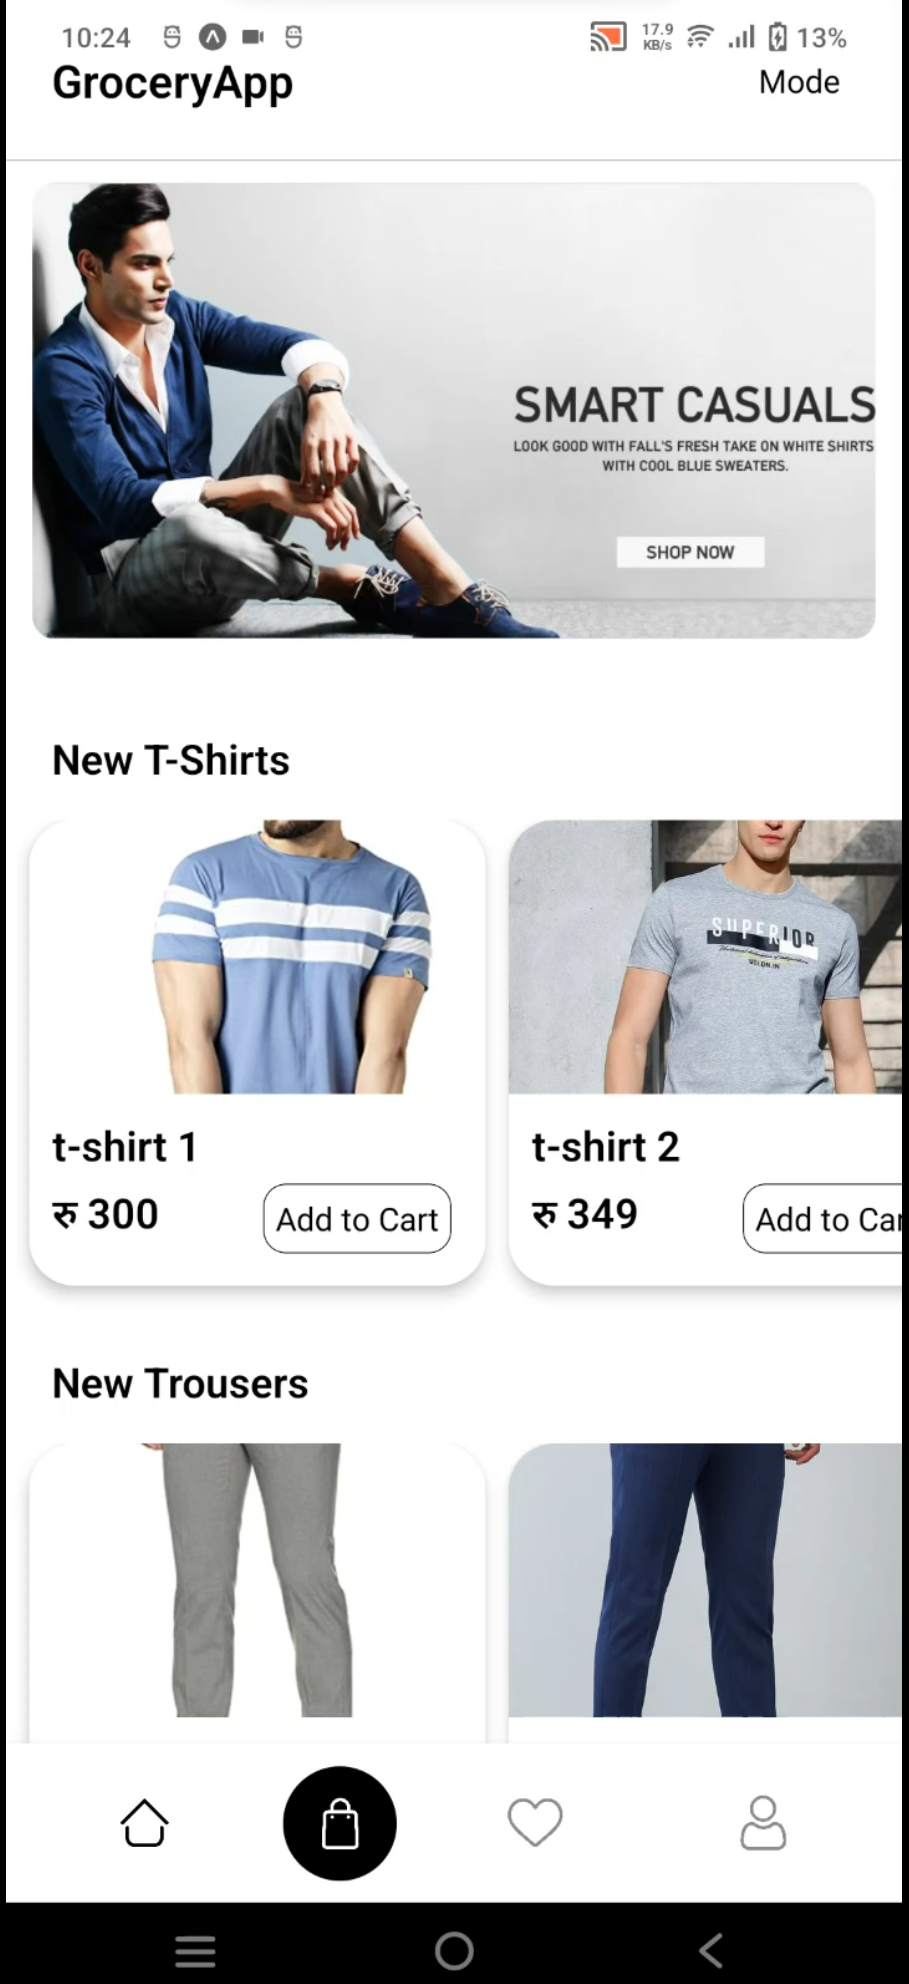 10:24
17.9
KB/s
13%
GroceryApp
Mode
SMART CASUALS
LOOK GOOD WITH FALL'S FRESH TAKE ON WHITE SHIRTS
WITH COOL BLUE SWEATERS.
SHOP NOW
New T-Shirts
SUPERIOR
t-shirt 1
t-shirt 2
रु 300
Add to Cart
रु 349
Add to Car
New Trousers